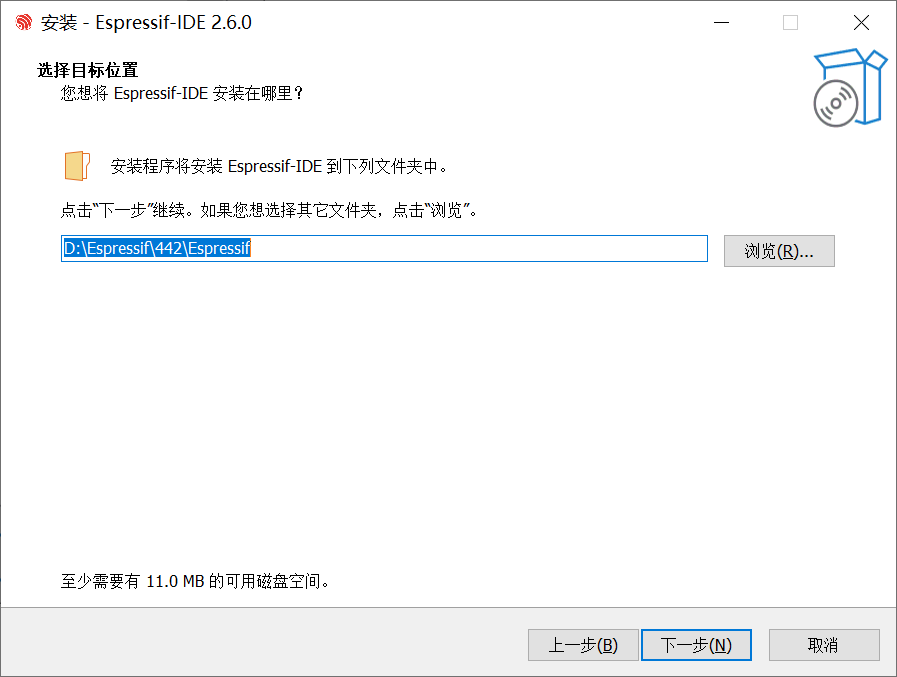 安装 - Espressif-IDE 2.6.0
选择目标位置
您想将 Espressif-IDE 安装在哪里?
安装程序将安装 Espressif-IDE 到下列文件夹中。
点击“下一步”继续。如果您想选择其它文件夹，点击“浏览”。
D:\Espressif\442\Espressif
浏览(R)...
至少需要有 11.0 MB 的可用磁盘空间。
上一步(B)
下一步(N)
取消